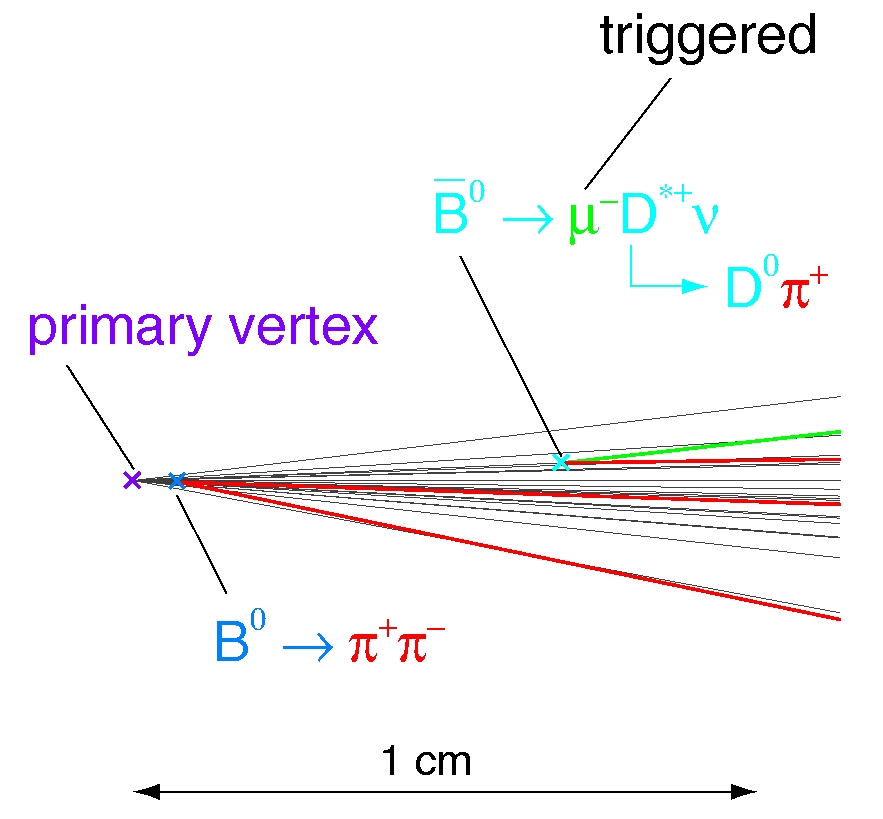 triggered
B̅⁰ → μ⁻D*⁺ν
D⁰π⁺
primary vertex
B⁰ → π⁺π⁻
1 cm